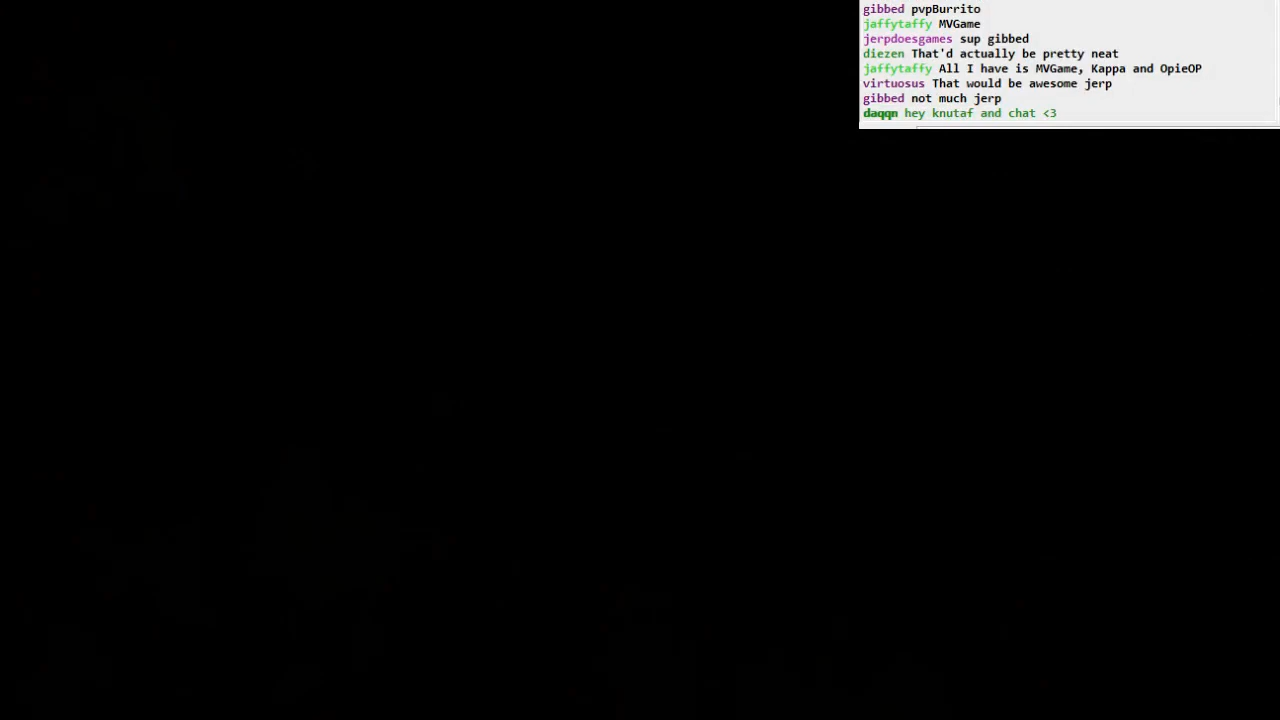 gibbed pvpBurrito
jaffytaffy MVGame
jerpdoesgames sup gibbed
diezen That'd actually be pretty neat
jaffytaffy All I have is MVGame, Kappa and OpieOP
virtuosus That would be awesome jerp
gibbed not much jerp
daqqn hey knutaf and chat <3